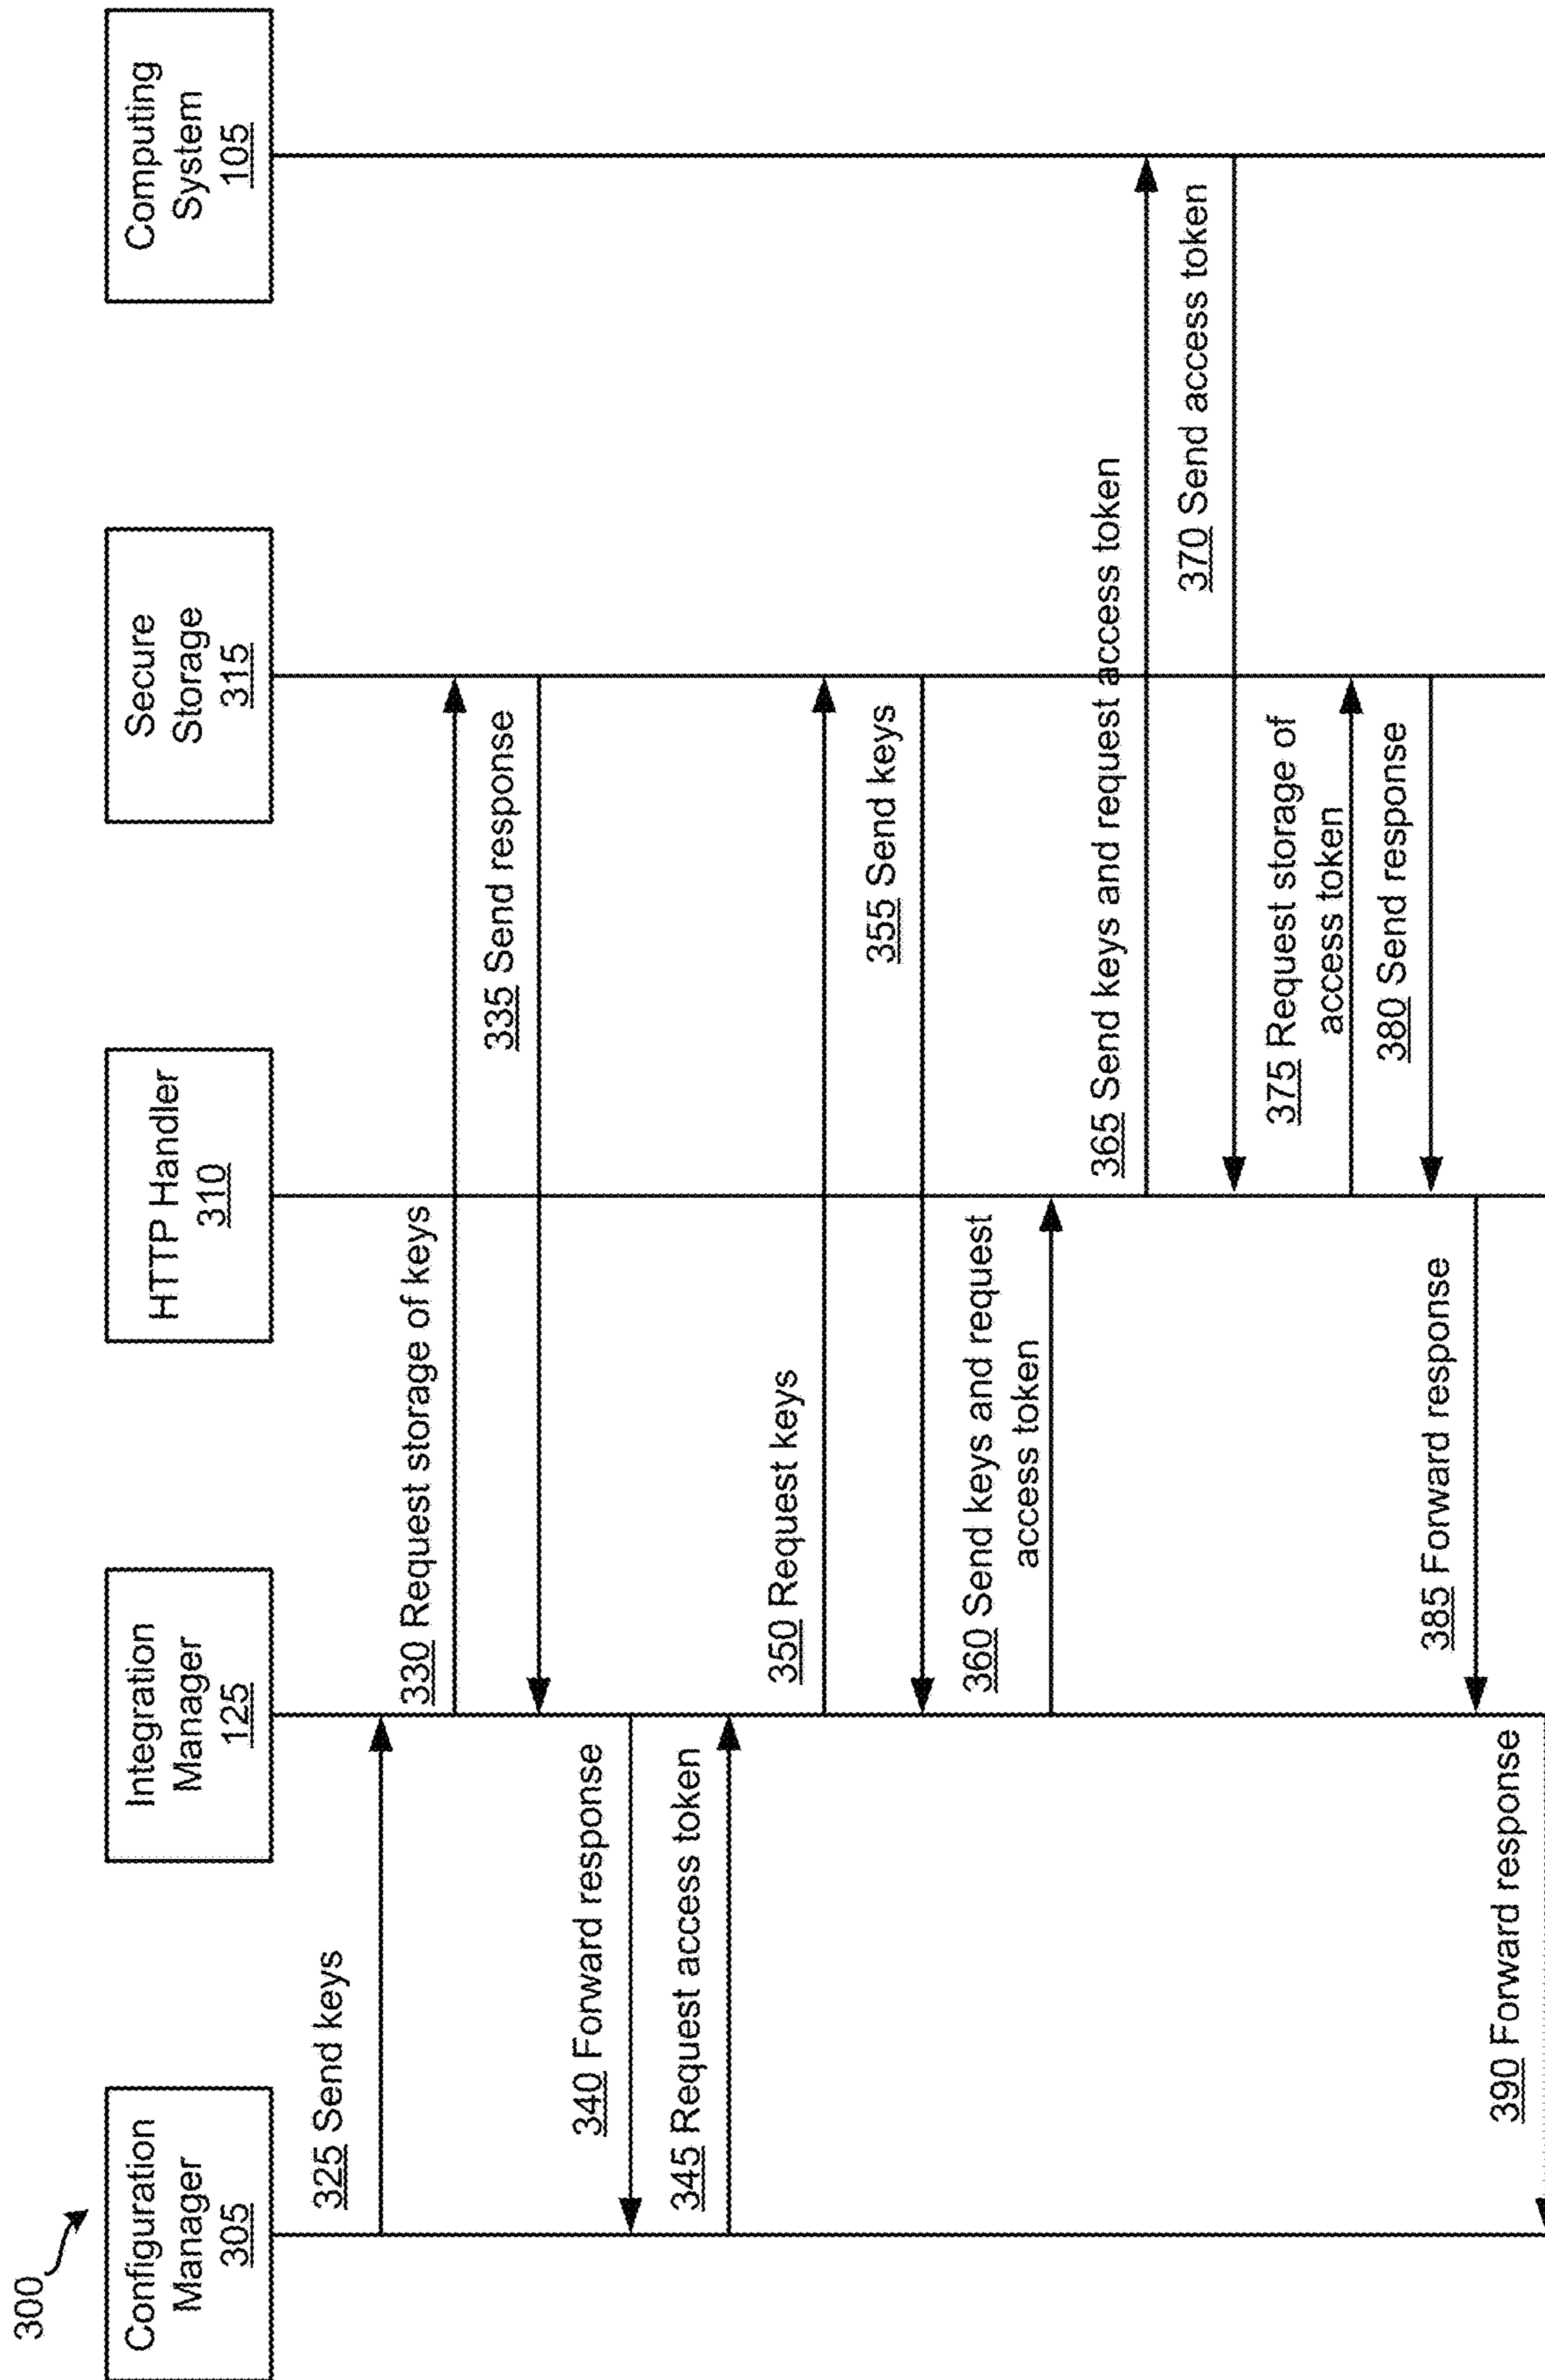 300
Configuration
Manager
305
Integration
Manager
125
HTTP Handler
310
Secure
Storage
315
Computing
System
105
325 Send keys
330 Request storage of keys
335 Send response
340 Forward response
345 Request access token
350 Request keys
355 Send keys
360 Send keys and request
access token
365 Send keys and request access token
370 Send access token
375 Request storage of
access token
380 Send response
385 Forward response
390 Forward response